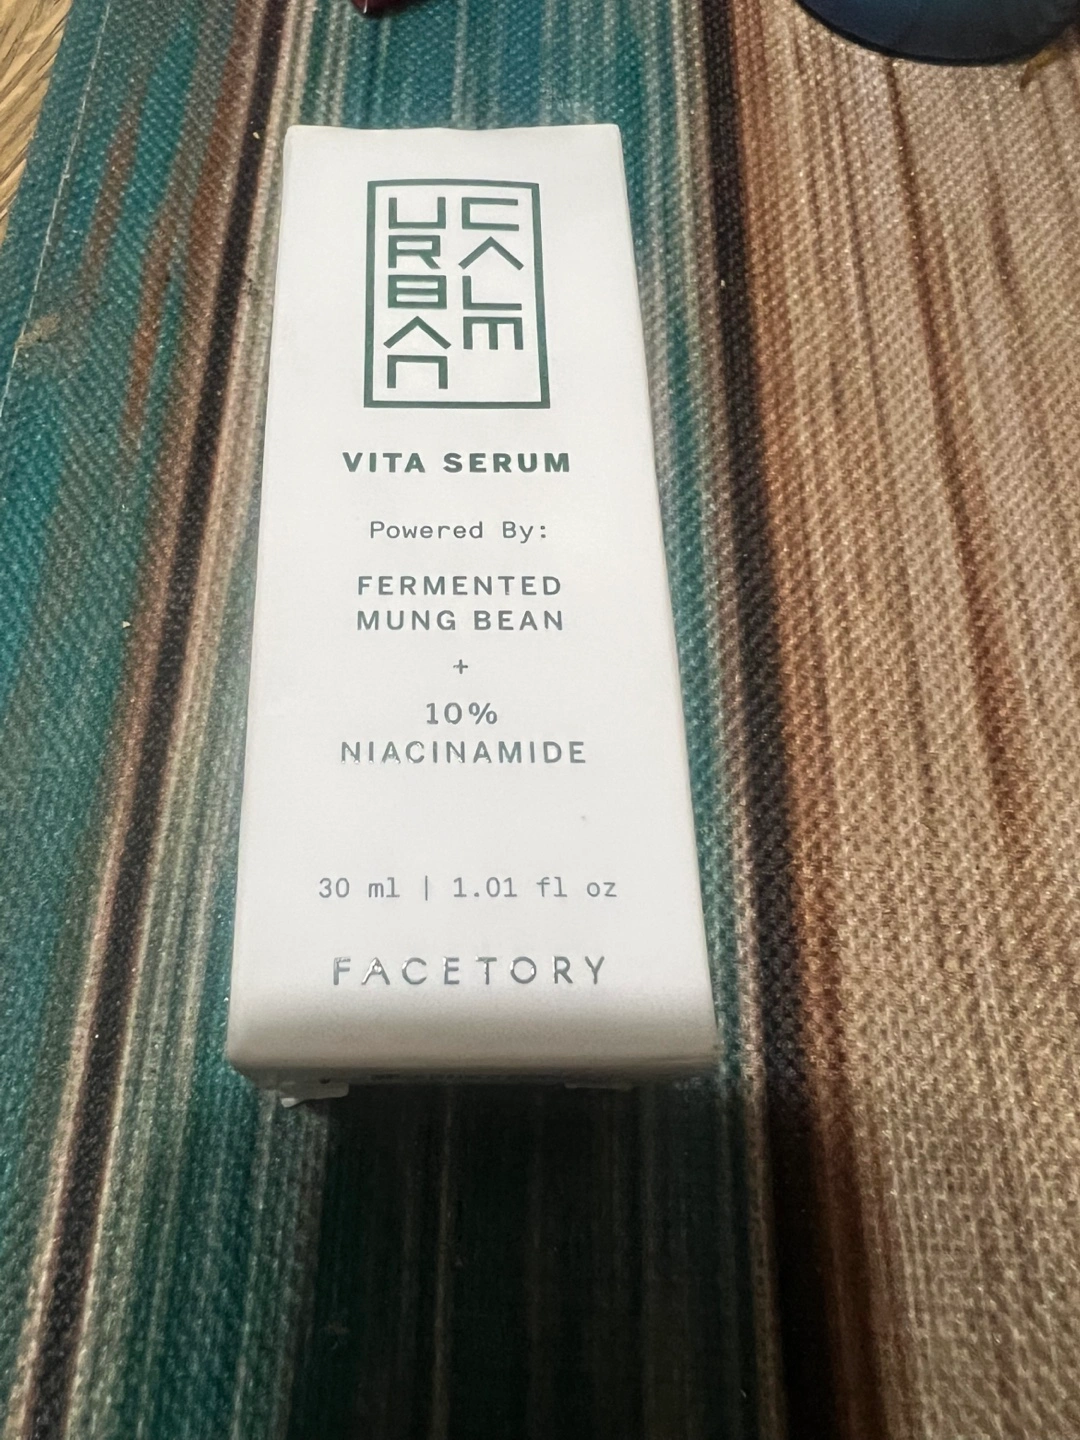 URBAN
CALM
VITA SERUM
Powered By:
FERMENTED
MUNG BEAN
+
10%
NIACINAMIDE
30 ml | 1.01 fl oz
FACETORY